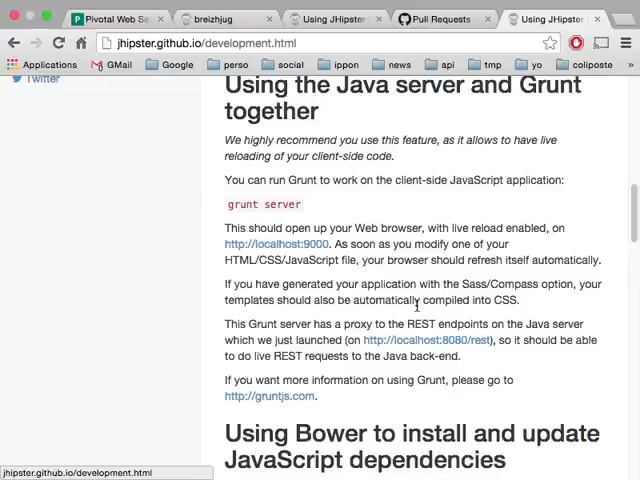 Pivotal Web Se
breizhjug
Using JHipster
Pull Requests
Using JHipster
jhipster.github.io/development.html
Applications
GMail
Google
perso
social
ippon
news
api
tmp
yo
coliposte
»
Twitter
Using the Java server and Grunt
together
We highly recommend you use this feature, as it allows to have live
reloading of your client-side code.
You can run Grunt to work on the client-side JavaScript application:
grunt server
This should open up your Web browser, with live reload enabled, on
http://localhost:9000. As soon as you modify one of your
HTML/CSS/JavaScript file, your browser should refresh itself automatically.
If you have generated your application with the Sass/Compass option, your
templates should also be automatically compiled into CSS.
This Grunt server has a proxy to the REST endpoints on the Java server
which we just launched (on http://localhost:8080/rest), so it should be able
to do live REST requests to the Java back-end.
If you want more information on using Grunt, please go to
http://gruntjs.com.
Using Bower to install and update
JavaScript dependencies
jhipster.github.io/development.html